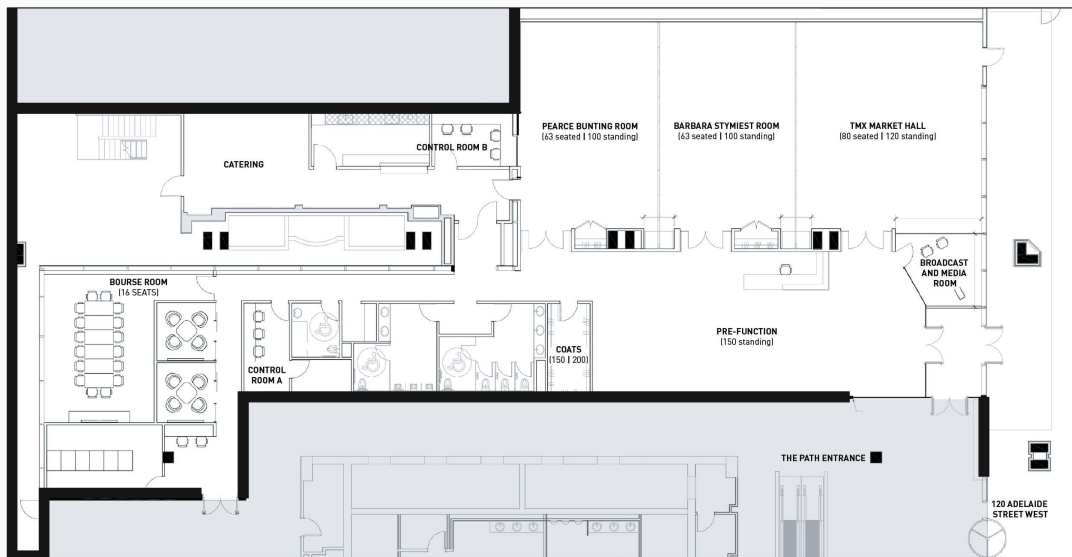 PEARCE BUNTING ROOM
(63 seated | 100 standing)
BARBARA STYMIEST ROOM
(63 seated | 100 standing)
TMX MARKET HALL
(80 seated | 120 standing)
CONTROL ROOM B
CATERING
BROADCAST
AND MEDIA
ROOM
BOURSE ROOM
(16 SEATS)
PRE-FUNCTION
(150 standing)
COATS
(150 | 200)
CONTROL
ROOM A
THE PATH ENTRANCE
120 ADELAIDE
STREET WEST